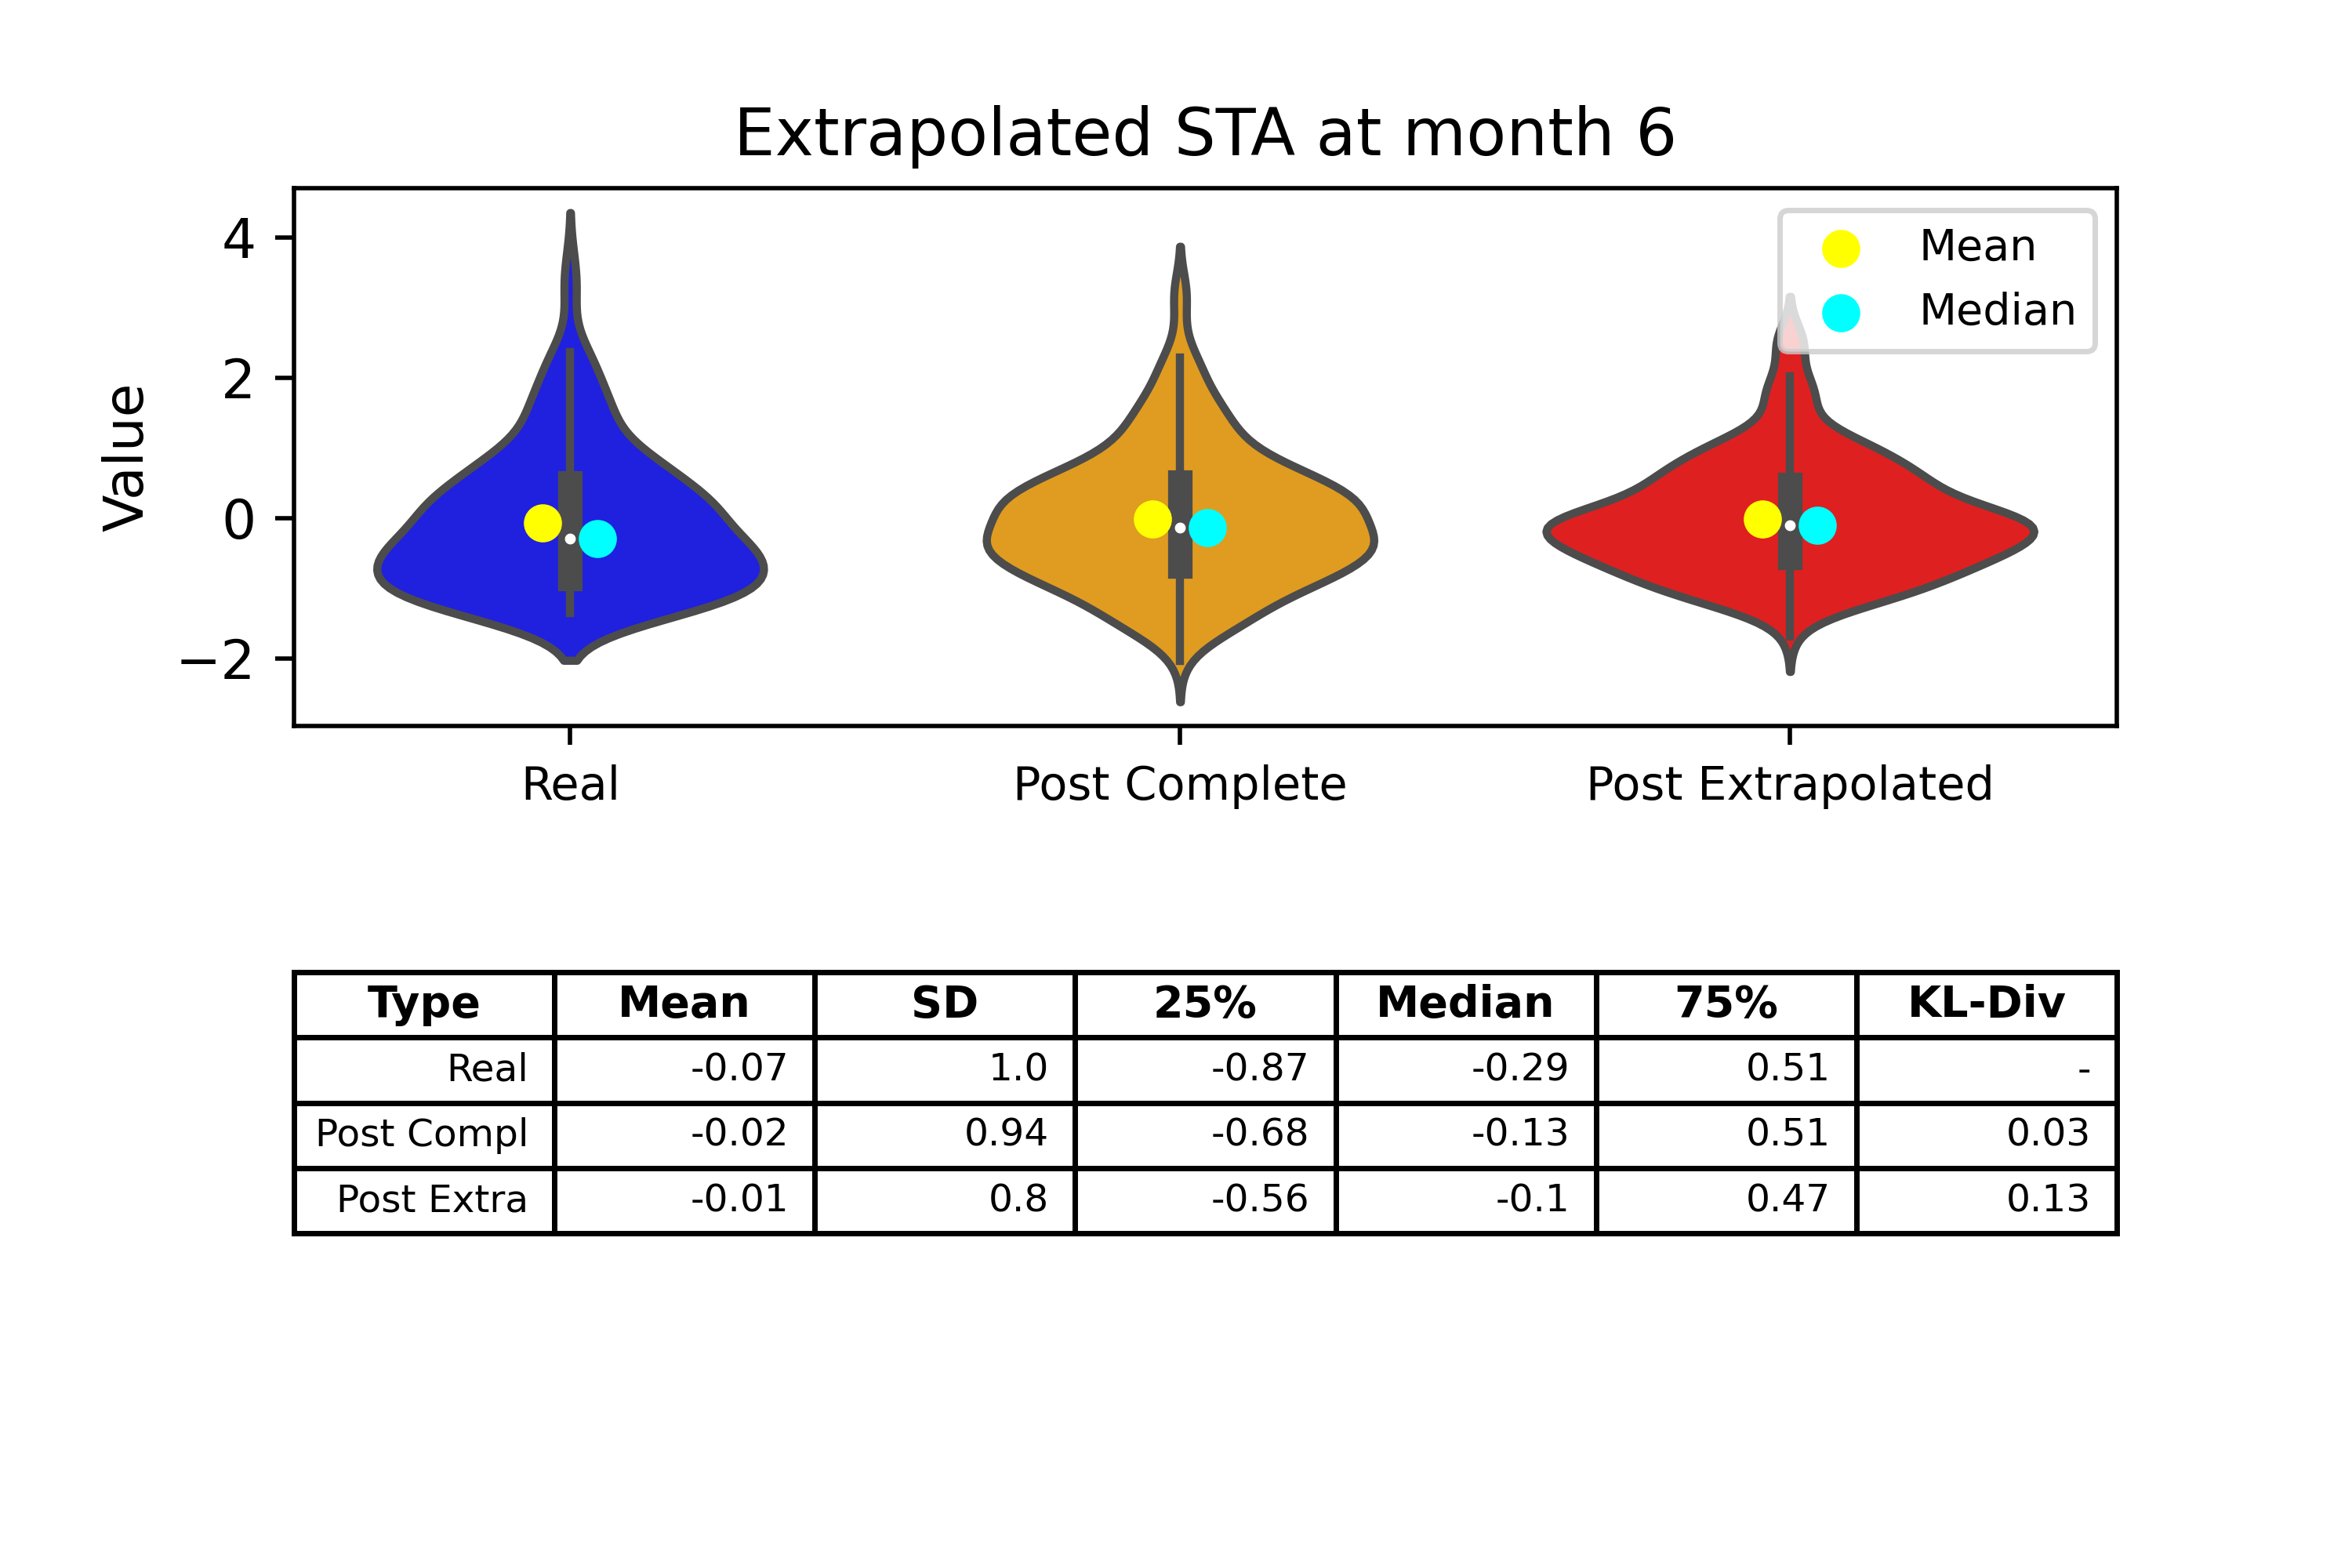 Extrapolated STA at month 6
Value
4
2
0
−2
Mean
Median
Real Post Complete Post Extrapolated
Type Mean SD 25% Median 75% KL-Div
Real -0.07 1.0 -0.87 -0.29 0.51 -
Post Compl -0.02 0.94 -0.68 -0.13 0.51 0.03
Post Extra -0.01 0.8 -0.56 -0.1 0.47 0.13